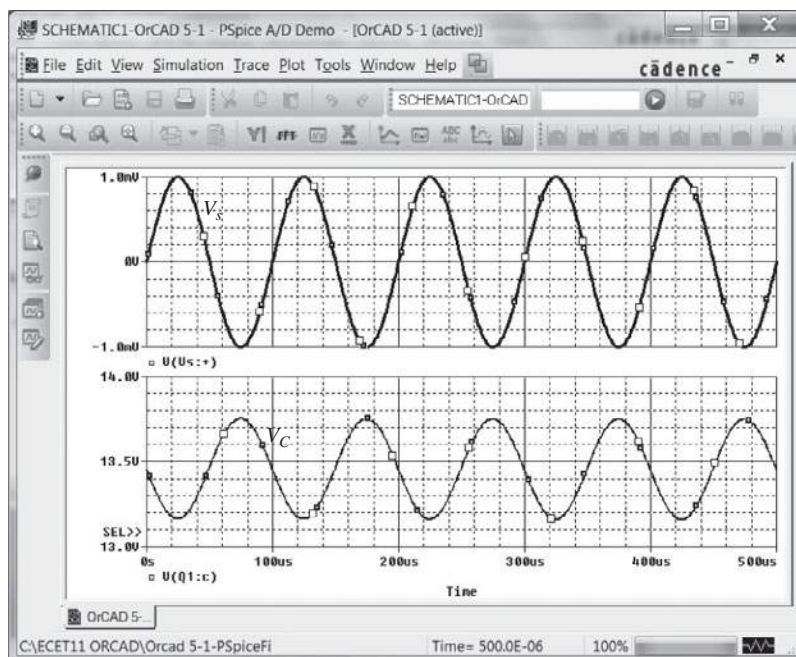 SCHEMATIC1-OrCAD 5-1 - PSpice A/D Demo - [OrCAD 5-1 (active)]
File Edit View Simulation Trace Plot Tools Window Help
cādence
SCHEMATIC1-OrCAD
ABC
abc
1.0mV
Vs
0V
-1.0mV
V(Vs:+)
14.0V
VC
13.5V
SEL>>
13.0V
0s 100us 200us 300us 400us 500us
V(Q1:c)
Time
OrCAD 5-...
C:\ECET11 ORCAD\Orcad 5-1-PSpiceFi Time= 500.0E-06 100%